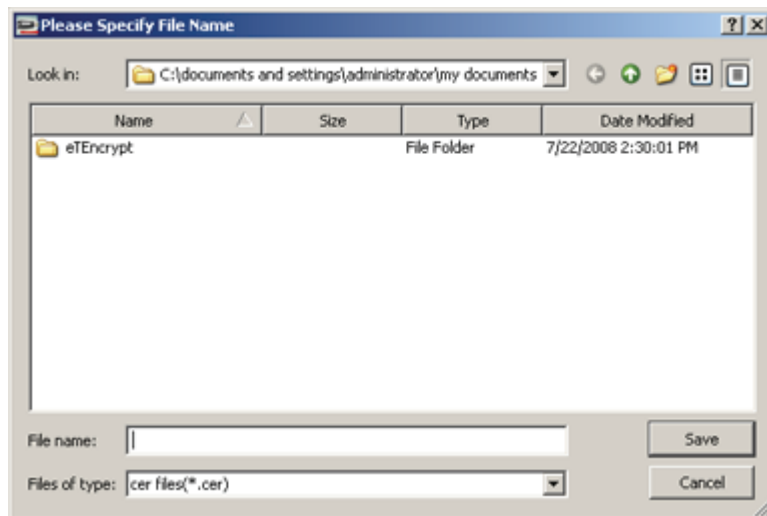 Please Specify File Name
Look in: C:\documents and settings\administrator\my documents
Name Size Type Date Modified
eTEncrypt File Folder 7/22/2008 2:30:01 PM
File name: Save
Files of type: cer files(*.cer) Cancel